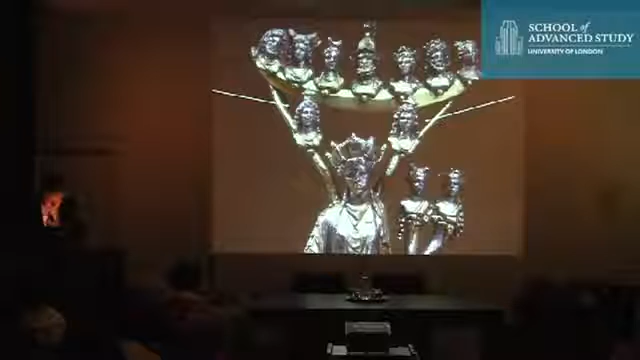 SCHOOL of
ADVANCED STUDY
UNIVERSITY OF LONDON